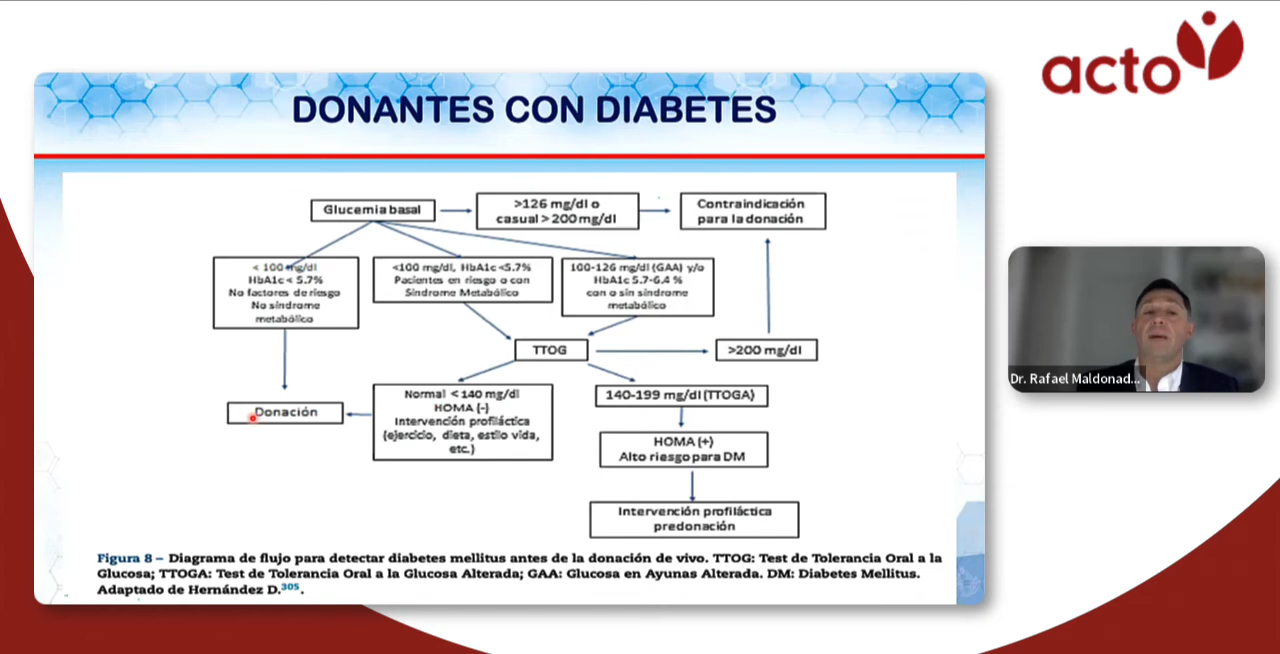 acto
DONANTES CON DIABETES
Glucemia basal
>126 mg/dl o
casual > 200 mg/dl
Contraindicación
para la donación
< 100 mg/dl
HbA1c < 5.7%
No factores de riesgo
No síndrome
metabólico
<100 mg/dl, HbA1c <5.7%
Pacientes en riesgo o con
Síndrome Metabólico
100-126 mg/dl (GAA) y/o
HbA1c 5.7-6.4 %
con o sin síndrome
metabólico
TTOG
>200 mg/dl
Donación
Normal < 140 mg/dl
HOMA (-)
Intervención profiláctica
(ejercicio, dieta, estilo vida,
etc.)
140-199 mg/dl (TTOGA)
HOMA (+)
Alto riesgo para DM
Intervención profiláctica
predonación
Figura 8 – Diagrama de flujo para detectar diabetes mellitus antes de la donación de vivo. TTOG: Test de Tolerancia Oral a la
Glucosa; TTOGA: Test de Tolerancia Oral a la Glucosa Alterada; GAA: Glucosa en Ayunas Alterada. DM: Diabetes Mellitus.
Adaptado de Hernández D.305.
Dr. Rafael Maldonad...